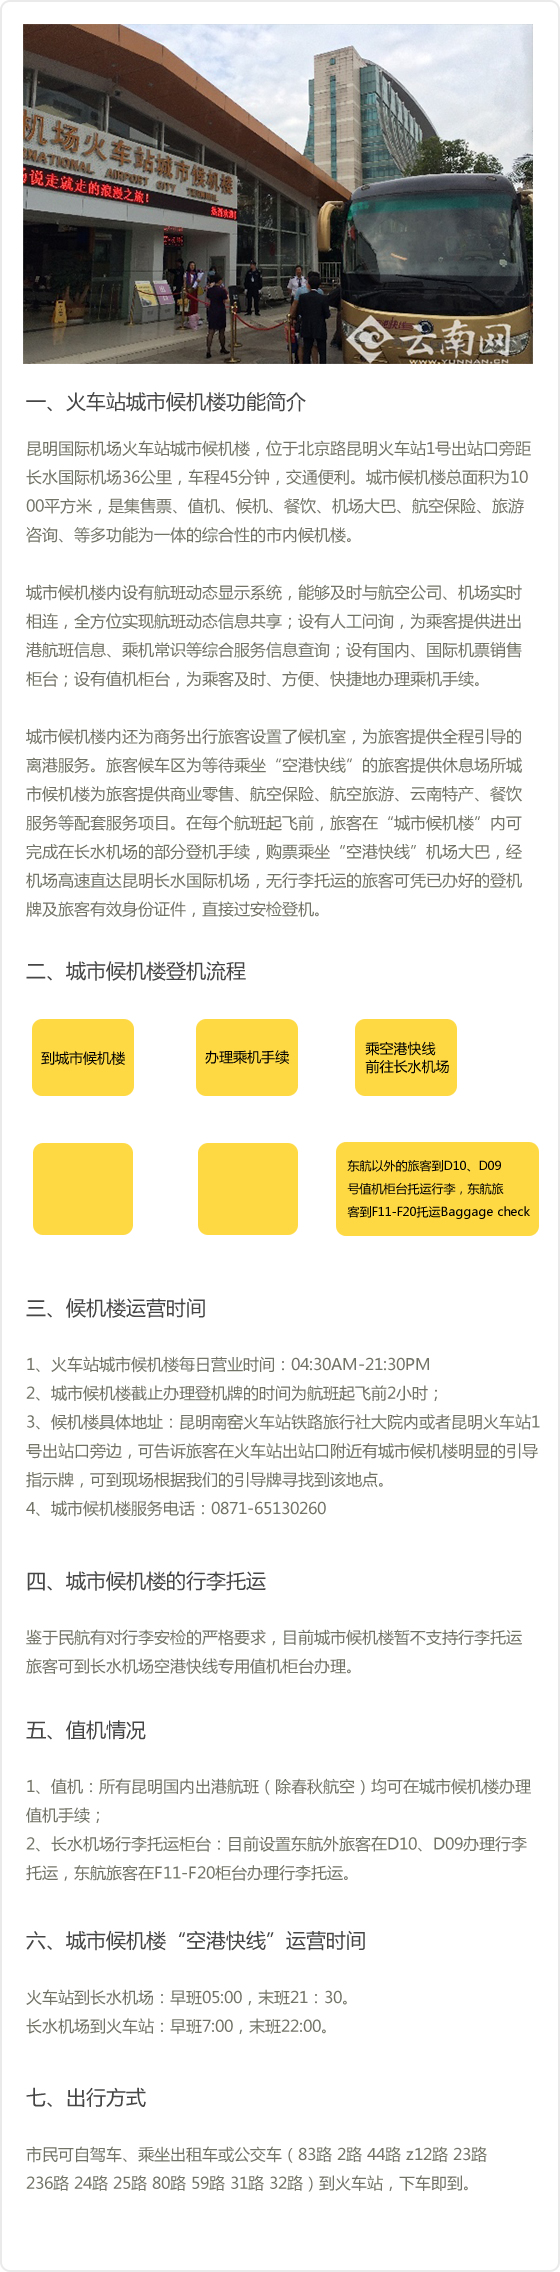 机场火车站城市候机楼
NATIONAL AIRPORT CITY TERMINAL
说走就走的浪漫之旅！
云南网
WWW.YUNNAN.CN
一、火车站城市候机楼功能简介
昆明国际机场火车站城市候机楼，位于北京路昆明火车站1号出站口旁距
长水国际机场36公里，车程45分钟，交通便利。城市候机楼总面积为10
00平方米，是集售票、值机、候机、餐饮、机场大巴、航空保险、旅游
咨询、等多功能为一体的综合性的市内候机楼。
城市候机楼内设有航班动态显示系统，能够及时与航空公司、机场实时
相连，全方位实现航班动态信息共享；设有人工问询，为乘客提供进出
港航班信息、乘机常识等综合服务信息查询；设有国内、国际机票销售
柜台；设有值机柜台，为乘客及时、方便、快捷地办理乘机手续。
城市候机楼内还为商务出行旅客设置了候机室，为旅客提供全程引导的
离港服务。旅客候车区为等待乘坐“空港快线”的旅客提供休息场所城
市候机楼为旅客提供商业零售、航空保险、航空旅游、云南特产、餐饮
服务等配套服务项目。在每个航班起飞前，旅客在“城市候机楼”内可
完成在长水机场的部分登机手续，购票乘坐“空港快线”机场大巴，经
机场高速直达昆明长水国际机场，无行李托运的旅客可凭已办好的登机
牌及旅客有效身份证件，直接过安检登机。
二、城市候机楼登机流程
到城市候机楼
办理乘机手续
乘空港快线
前往长水机场
东航以外的旅客到D10、D09
号值机柜台托运行李，东航旅
客到F11-F20托运Baggage check
三、候机楼运营时间
1、火车站城市候机楼每日营业时间：04:30AM-21:30PM
2、城市候机楼截止办理登机牌的时间为航班起飞前2小时；
3、候机楼具体地址：昆明南窑火车站铁路旅行社大院内或者昆明火车站1
号出站口旁边，可告诉旅客在火车站出站口附近有城市候机楼明显的引导
指示牌，可到现场根据我们的引导牌寻找到该地点。
4、城市候机楼服务电话：0871-65130260
四、城市候机楼的行李托运
鉴于民航有对行李安检的严格要求，目前城市候机楼暂不支持行李托运
旅客可到长水机场空港快线专用值机柜台办理。
五、值机情况
1、值机：所有昆明国内出港航班（除春秋航空）均可在城市候机楼办理
值机手续；
2、长水机场行李托运柜台：目前设置东航外旅客在D10、D09办理行李
托运，东航旅客在F11-F20柜台办理行李托运。
六、城市候机楼“空港快线”运营时间
火车站到长水机场：早班05:00，末班21：30。
长水机场到火车站：早班7:00，末班22:00。
七、出行方式
市民可自驾车、乘坐出租车或公交车（83路 2路 44路 z12路 23路
236路 24路 25路 80路 59路 31路 32路）到火车站，下车即到。